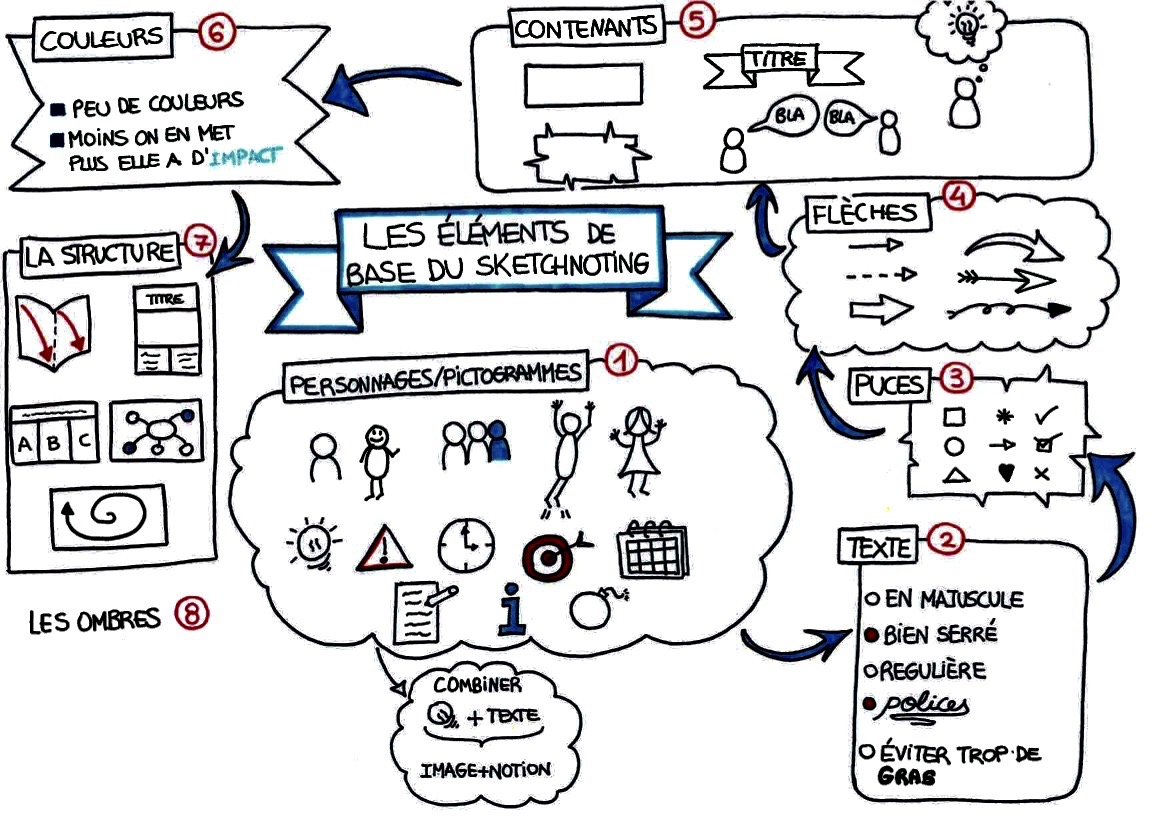 LES ÉLÉMENTS DE
BASE DU SKETCHNOTING
PERSONNAGES/PICTOGRAMMES 1
COMBINER
+ TEXTE
IMAGE+NOTION
TEXTE 2
EN MAJUSCULE
BIEN SERRÉ
REGULIÈRE
polices
ÉVITER TROP DE
GRAS
PUCES 3
FLÈCHES 4
CONTENANTS 5
TITRE
BLA BLA
COULEURS 6
PEU DE COULEURS
MOINS ON EN MET
PLUS ELLE A D'IMPACT
LA STRUCTURE 7
TITRE
A B C
LES OMBRES 8